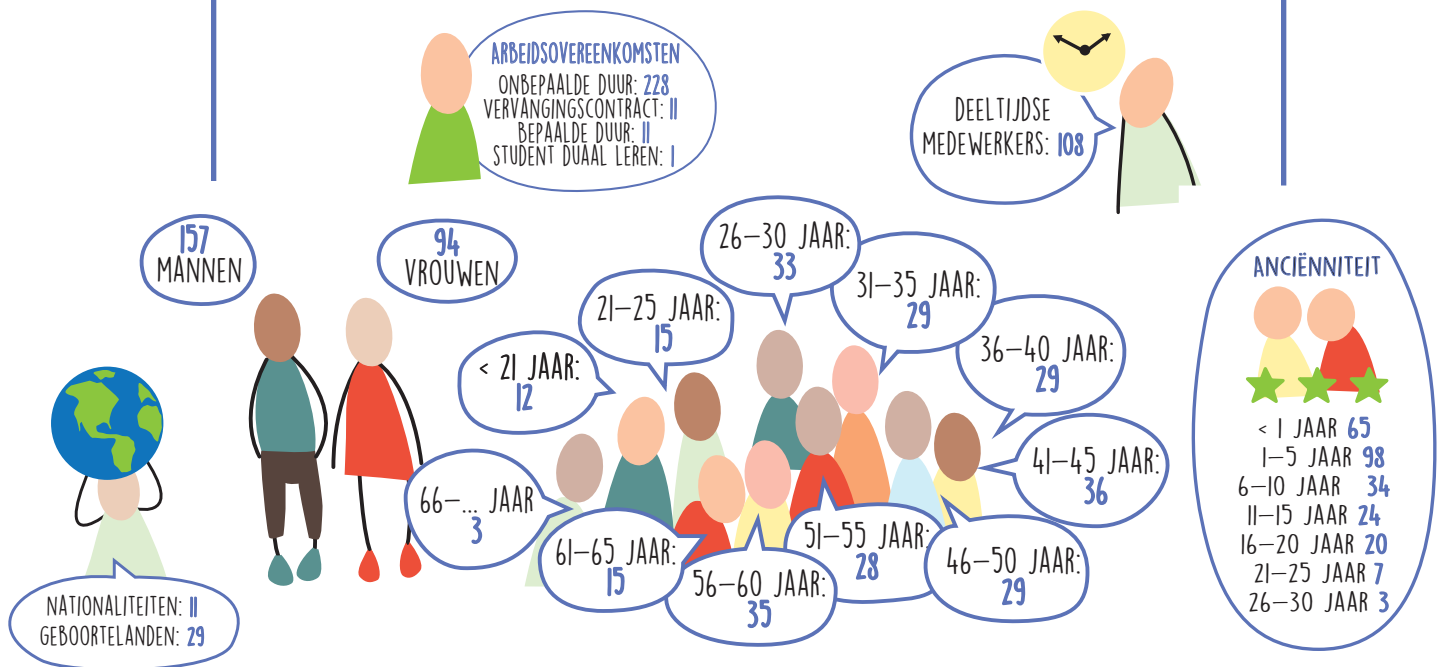 ARBEIDSOVEREENKOMSTEN
ONBEPAALDE DUUR: 228
VERVANGINGSCONTRACT: 11
BEPAALDE DUUR: 11
STUDENT DUAAL LEREN: 1
DEELTIJDSE
MEDEWERKERS: 108
157
MANNEN
94
VROUWEN
< 21 JAAR:
12
21–25 JAAR:
15
26–30 JAAR:
33
31–35 JAAR:
29
36–40 JAAR:
29
41–45 JAAR:
36
46–50 JAAR:
29
51–55 JAAR:
28
56–60 JAAR:
35
61–65 JAAR:
15
66–... JAAR
3
ANCIËNNITEIT
< 1 JAAR 65
1–5 JAAR 98
6–10 JAAR 34
11–15 JAAR 24
16–20 JAAR 20
21–25 JAAR 7
26–30 JAAR 3
NATIONALITEITEN: 11
GEBOORTELANDEN: 29